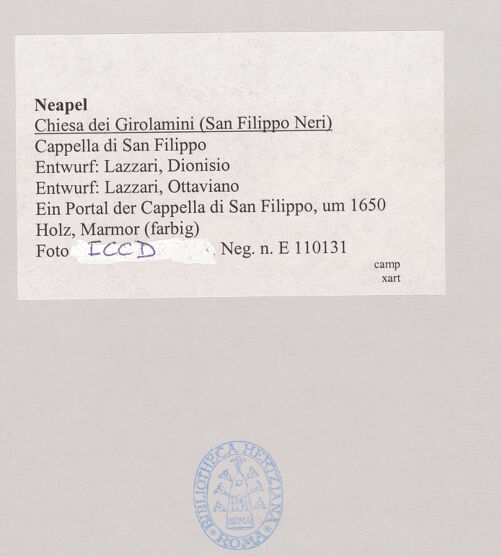 Neapel
Chiesa dei Girolamini (San Filippo Neri)
Cappella di San Filippo
Entwurf: Lazzari, Dionisio
Entwurf: Lazzari, Ottaviano
Ein Portal der Cappella di San Filippo, um 1650
Holz, Marmor (farbig)
Foto ICCD, Neg. n. E 110131
camp
xart
BIBLIOTHECA HERTZIANA
ROMA
ROMA